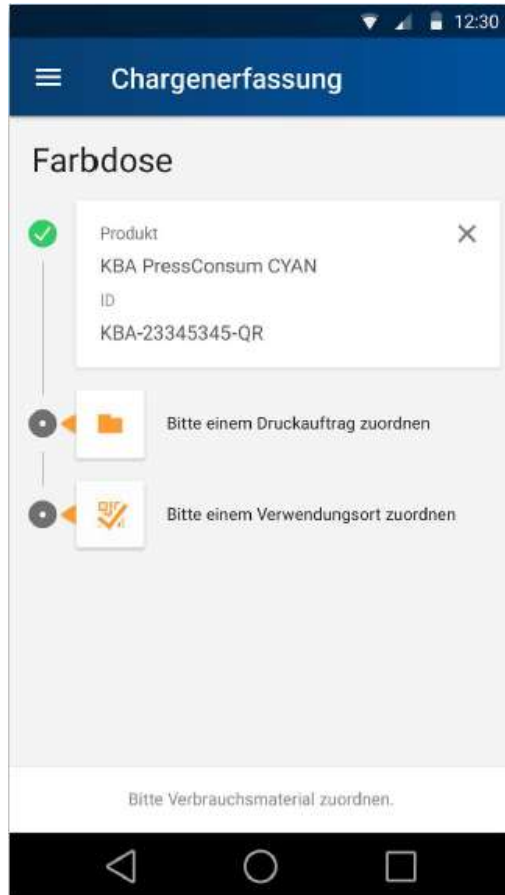 12:30
Chargenerfassung
Farbdose
Produkt
KBA PressConsum CYAN
ID
KBA-23345345-QR
Bitte einem Druckauftrag zuordnen
Bitte einem Verwendungsort zuordnen
Bitte Verbrauchsmaterial zuordnen.